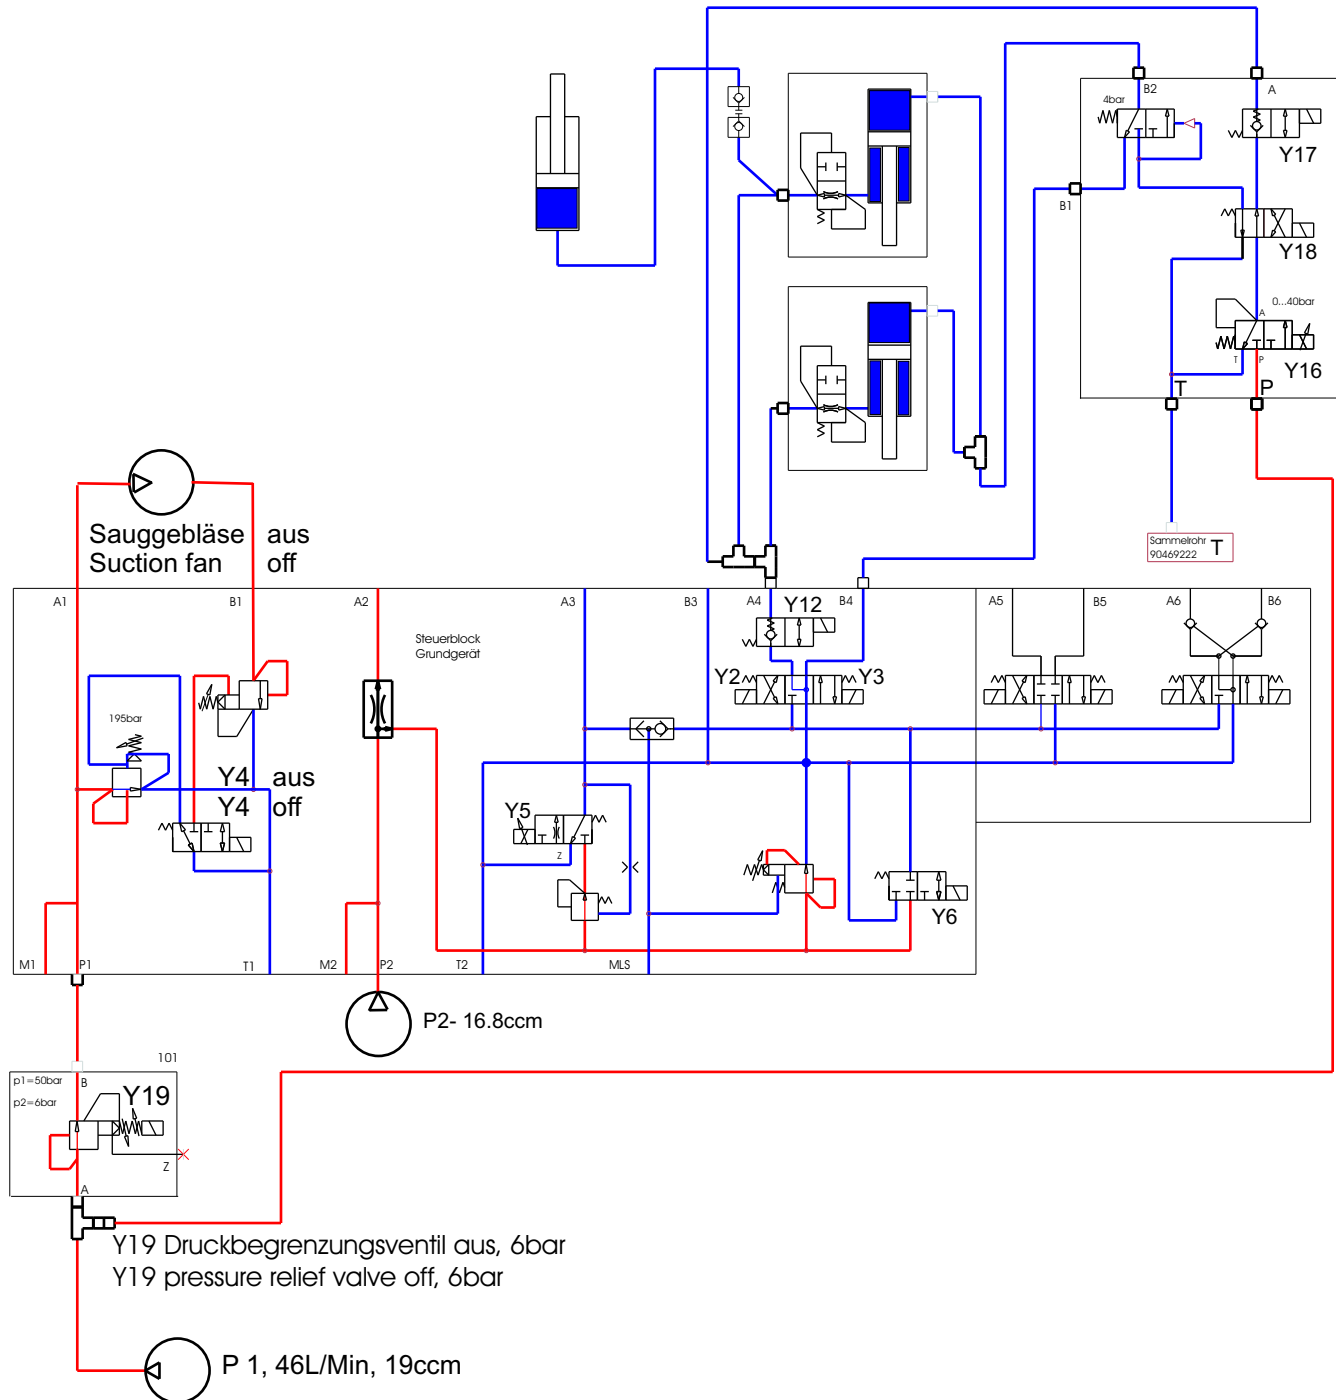 B2
A
4bar
Y17
B1
Y18
0...40bar
A
T
P
Y16
T
P
Sammelrohr T
90469222
Sauggebläse aus
Suction fan off
A1
B1
A2
A3
B3
A4
Y12
B4
A5
B5
A6
B6
Steuerblock
Grundgerät
Y2
Y3
195bar
Y4 aus
Y4 off
Y5
Z
Y6
M1
P1
T1
M2
P2
T2
MLS
P2- 16.8ccm
101
p1=50bar
B
p2=6bar
Y19
Z
A
Y19 Druckbegrenzungsventil aus, 6bar
Y19 pressure relief valve off, 6bar
P 1, 46L/Min, 19ccm